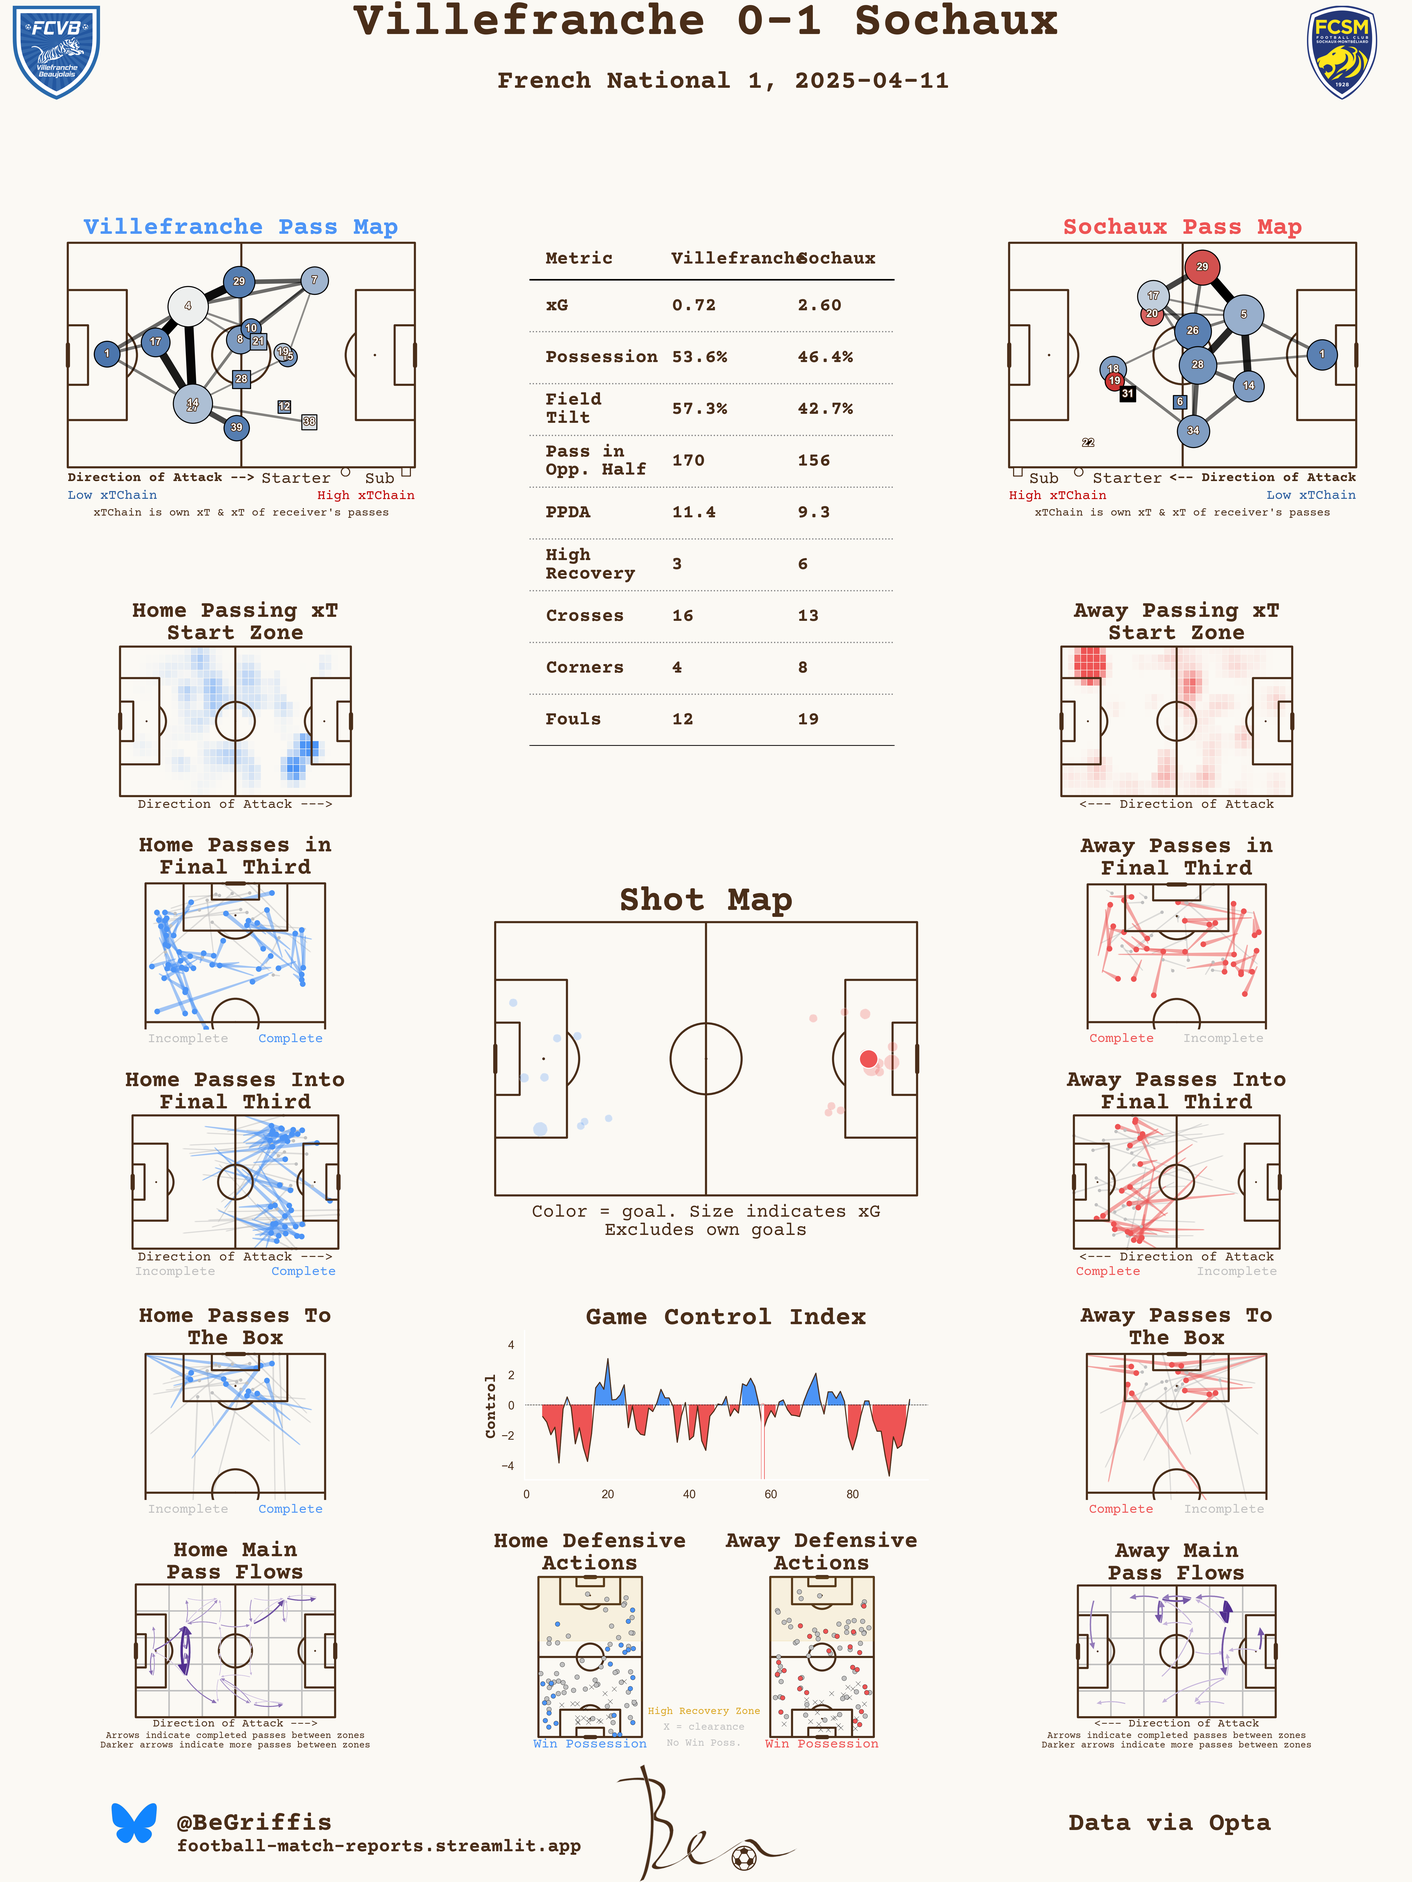 Villefranche 0-1 Sochaux
French National 1, 2025-04-11
FCVB
Villefranche
Beaujolais
FCSM
FOOTBALL CLUB
SOCHAUX-MONTBÉLIARD
1928
Villefranche Pass Map
29
7
4
10
8
21
17
1
19
28
14
12
38
39
Direction of Attack --> Starter Sub
Low xTChain High xTChain
xTChain is own xT & xT of receiver's passes
Metric Villefranche Sochaux
xG 0.72 2.60
Possession 53.6% 46.4%
Field
Tilt 57.3% 42.7%
Pass in
Opp. Half 170 156
PPDA 11.4 9.3
High
Recovery 3 6
Crosses 16 13
Corners 4 8
Fouls 12 19
Sochaux Pass Map
29
17
20
5
26
1
28
18
19
14
31
6
34
22
Sub Starter <-- Direction of Attack
High xTChain Low xTChain
xTChain is own xT & xT of receiver's passes
Home Passing xT
Start Zone
Direction of Attack --->
Away Passing xT
Start Zone
<--- Direction of Attack
Home Passes in
Final Third
Incomplete Complete
Away Passes in
Final Third
Complete Incomplete
Shot Map
Color = goal. Size indicates xG
Excludes own goals
Home Passes Into
Final Third
Direction of Attack --->
Incomplete Complete
Away Passes Into
Final Third
<--- Direction of Attack
Complete Incomplete
Home Passes To
The Box
Incomplete Complete
Game Control Index
Control
4
2
0
−2
−4
0 20 40 60 80
Away Passes To
The Box
Complete Incomplete
Home Main
Pass Flows
Direction of Attack --->
Arrows indicate completed passes between zones
Darker arrows indicate more passes between zones
Home Defensive
Actions
Win Possession
Away Defensive
Actions
Win Possession
High Recovery Zone
X = clearance
No Win Poss.
Away Main
Pass Flows
<--- Direction of Attack
Arrows indicate completed passes between zones
Darker arrows indicate more passes between zones
@BeGriffis
football-match-reports.streamlit.app
Ben
Data via Opta